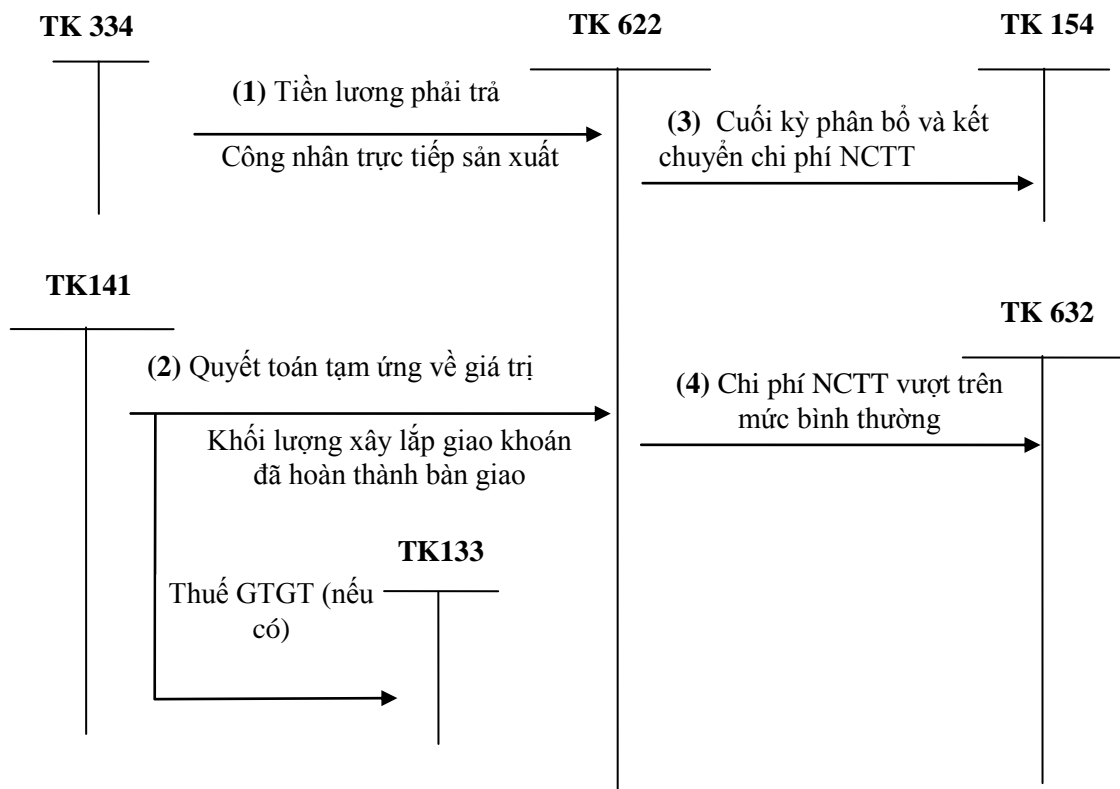 TK 334
TK 622
TK 154
(1) Tiền lương phải trả
Công nhân trực tiếp sản xuất
(3) Cuối kỳ phân bổ và kết
chuyển chi phí NCTT
TK141
TK 632
(2) Quyết toán tạm ứng về giá trị
Khối lượng xây lắp giao khoán
đã hoàn thành bàn giao
(4) Chi phí NCTT vượt trên
mức bình thường
TK133
Thuế GTGT (nếu
có)